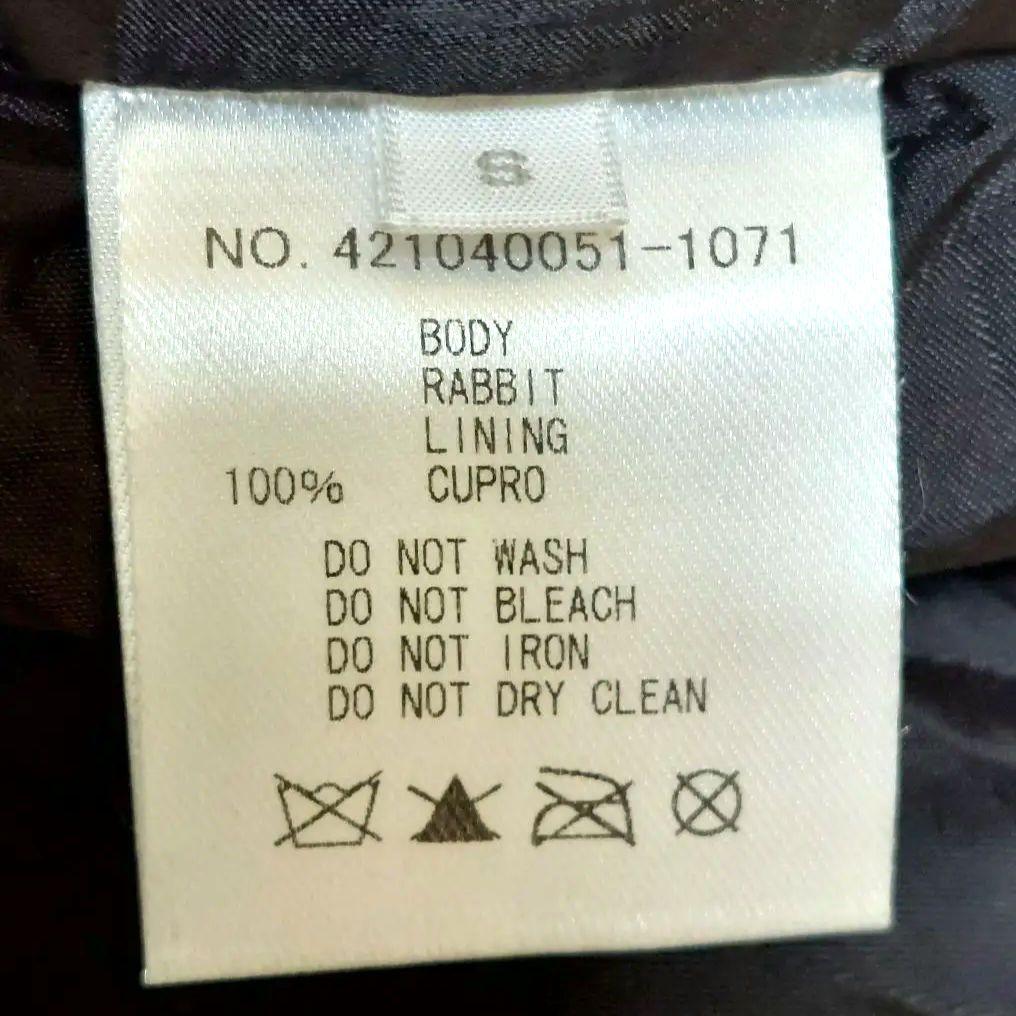 S
NO. 421040051-1071
BODY
RABBIT
LINING
100% CUPRO
DO NOT WASH
DO NOT BLEACH
DO NOT IRON
DO NOT DRY CLEAN